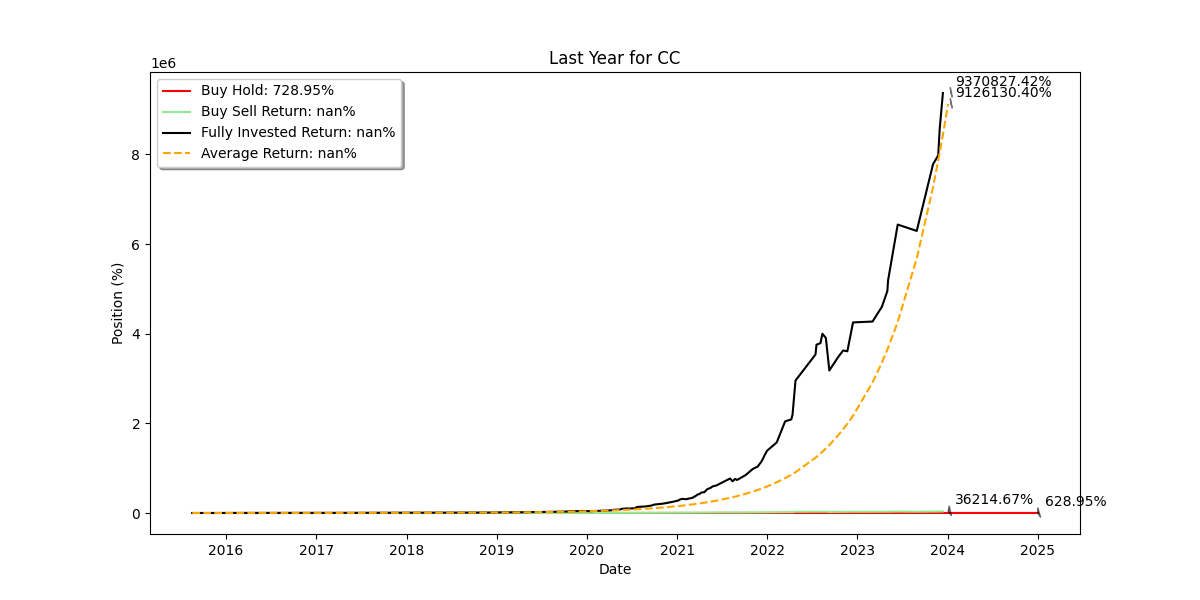 Last Year for CC
1e6
9370827.42%
9126130.40%
Buy Hold: 728.95%
Buy Sell Return: nan%
Fully Invested Return: nan%
Average Return: nan%
8
6
4
2
0
Position (%)
36214.67%
628.95%
2016 2017 2018 2019 2020 2021 2022 2023 2024 2025
Date